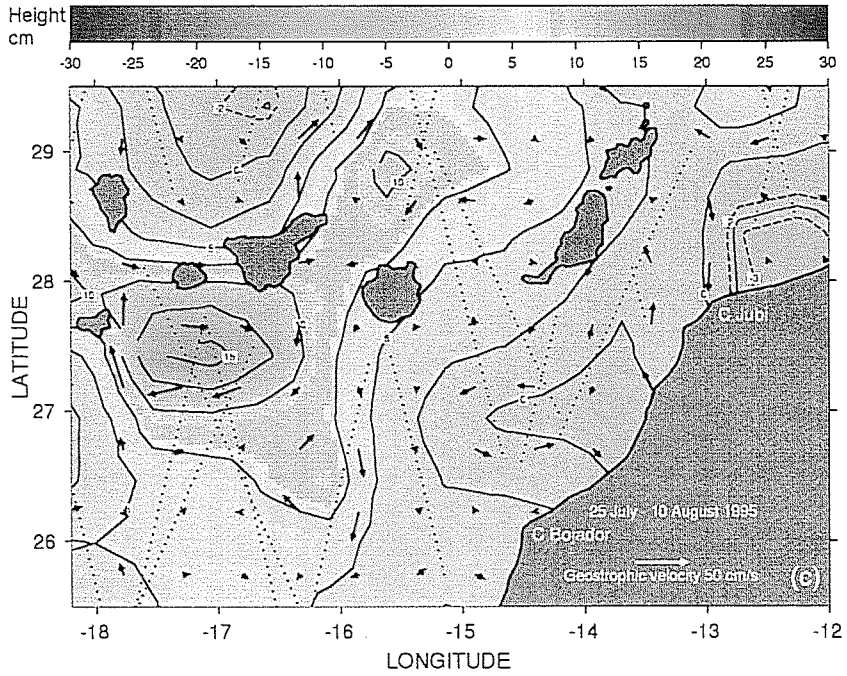 Height
cm
-30 -25 -20 -15 -10 -5 0 5 10 15 20 25 30
LATITUDE
29
28
27
26
15
C Jubi
25 July - 10 August 1995
C Bojador
Geostrophic velocity 50 cm/s
(c)
-18 -17 -16 -15 -14 -13 -12
LONGITUDE